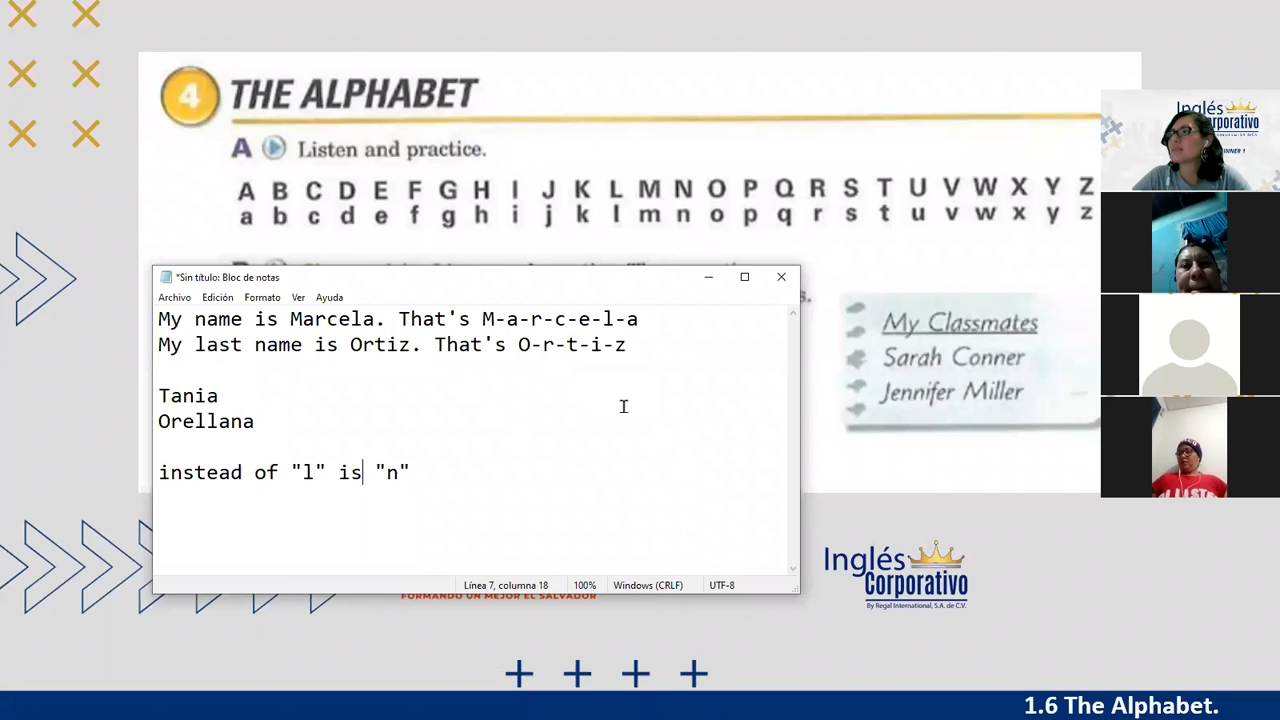 4 THE ALPHABET
A Listen and practice.
A B C D E F G H I J K L M N O P Q R S T U V W X Y Z
a b c d e f g h i j k l m n o p q r s t u v w x y z
*Sin título: Bloc de notas
Archivo Edición Formato Ver Ayuda
My name is Marcela. That's M-a-r-c-e-l-a
My last name is Ortiz. That's O-r-t-i-z
Tania
Orellana
instead of "l" is "n"
Línea 7, columna 18 100% Windows (CRLF) UTF-8
My Classmates
Sarah Conner
Jennifer Miller
Inglés
Corporativo
FORMANDO UN MEJOR EL SALVADOR
Inglés
Corporativo
By Regal International, S.A. de C.V.
1.6 The Alphabet.